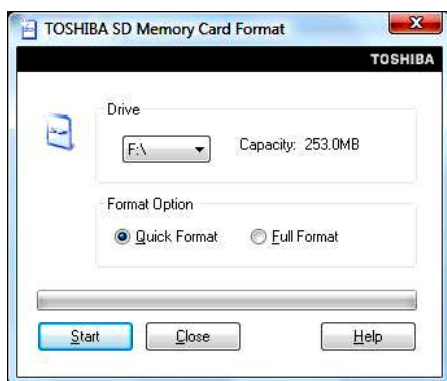 TOSHIBA SD Memory Card Format
TOSHIBA
Drive
F:\ Capacity: 253.0MB
Format Option
Quick Format Full Format
Start Close Help